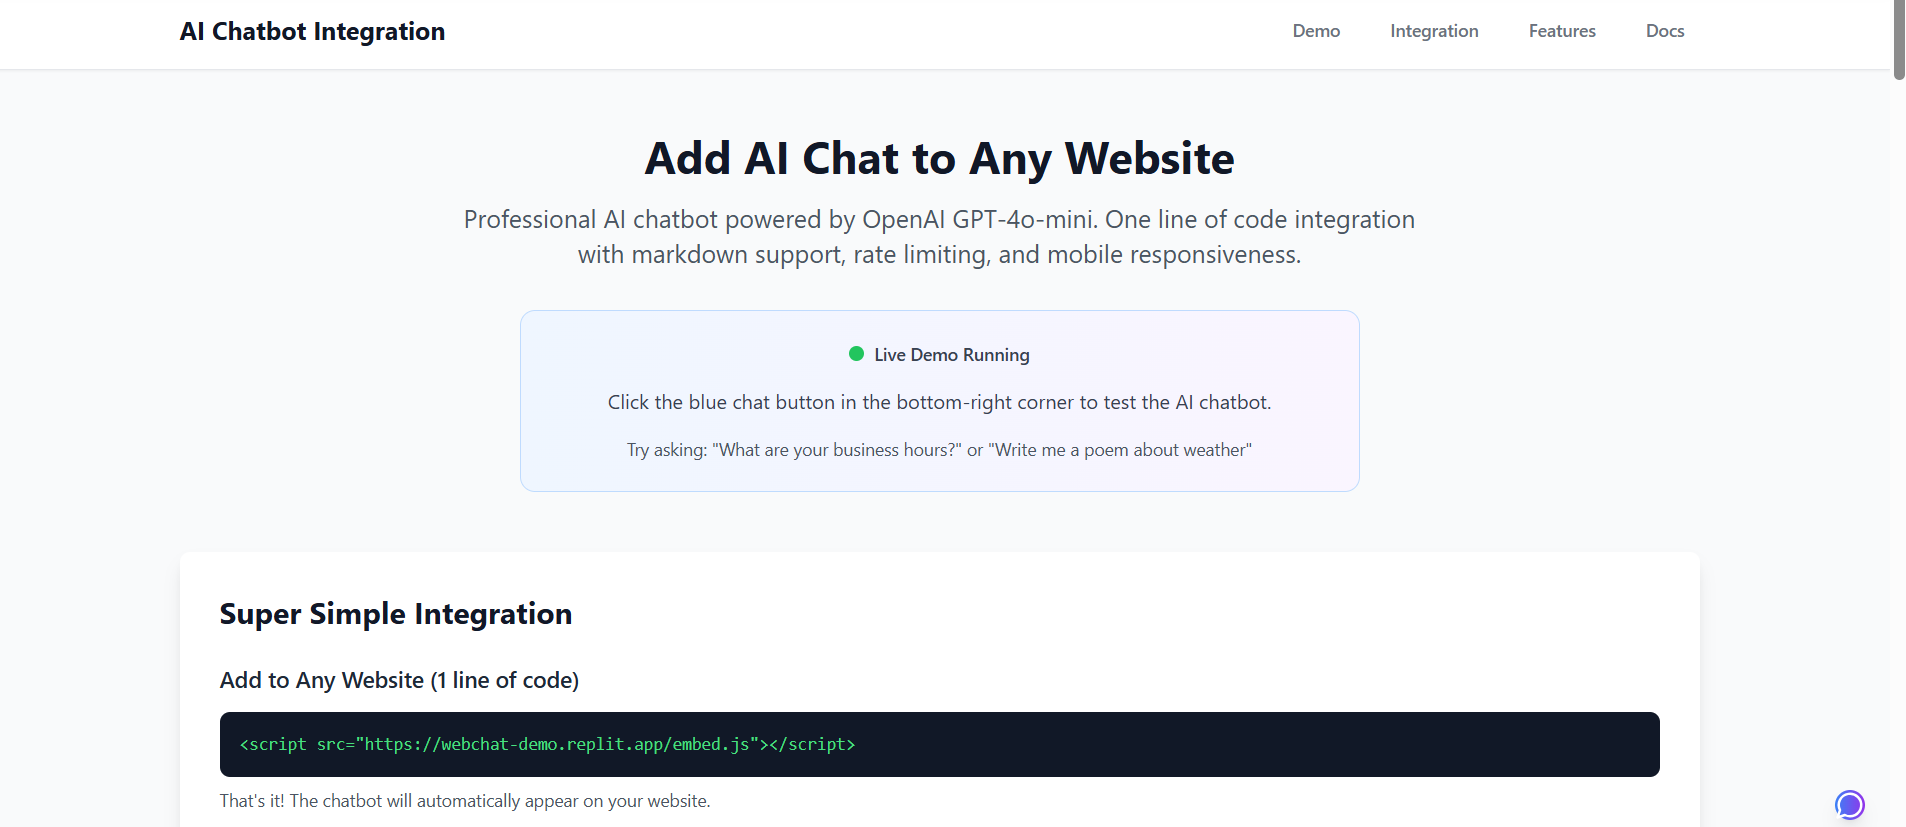 AI Chatbot Integration
Demo
Integration
Features
Docs
Add AI Chat to Any Website
Professional AI chatbot powered by OpenAI GPT-4o-mini. One line of code integration
with markdown support, rate limiting, and mobile responsiveness.
Live Demo Running
Click the blue chat button in the bottom-right corner to test the AI chatbot.
Try asking: "What are your business hours?" or "Write me a poem about weather"
Super Simple Integration
Add to Any Website (1 line of code)
<script src="https://webchat-demo.replit.app/embed.js"></script>
That's it! The chatbot will automatically appear on your website.